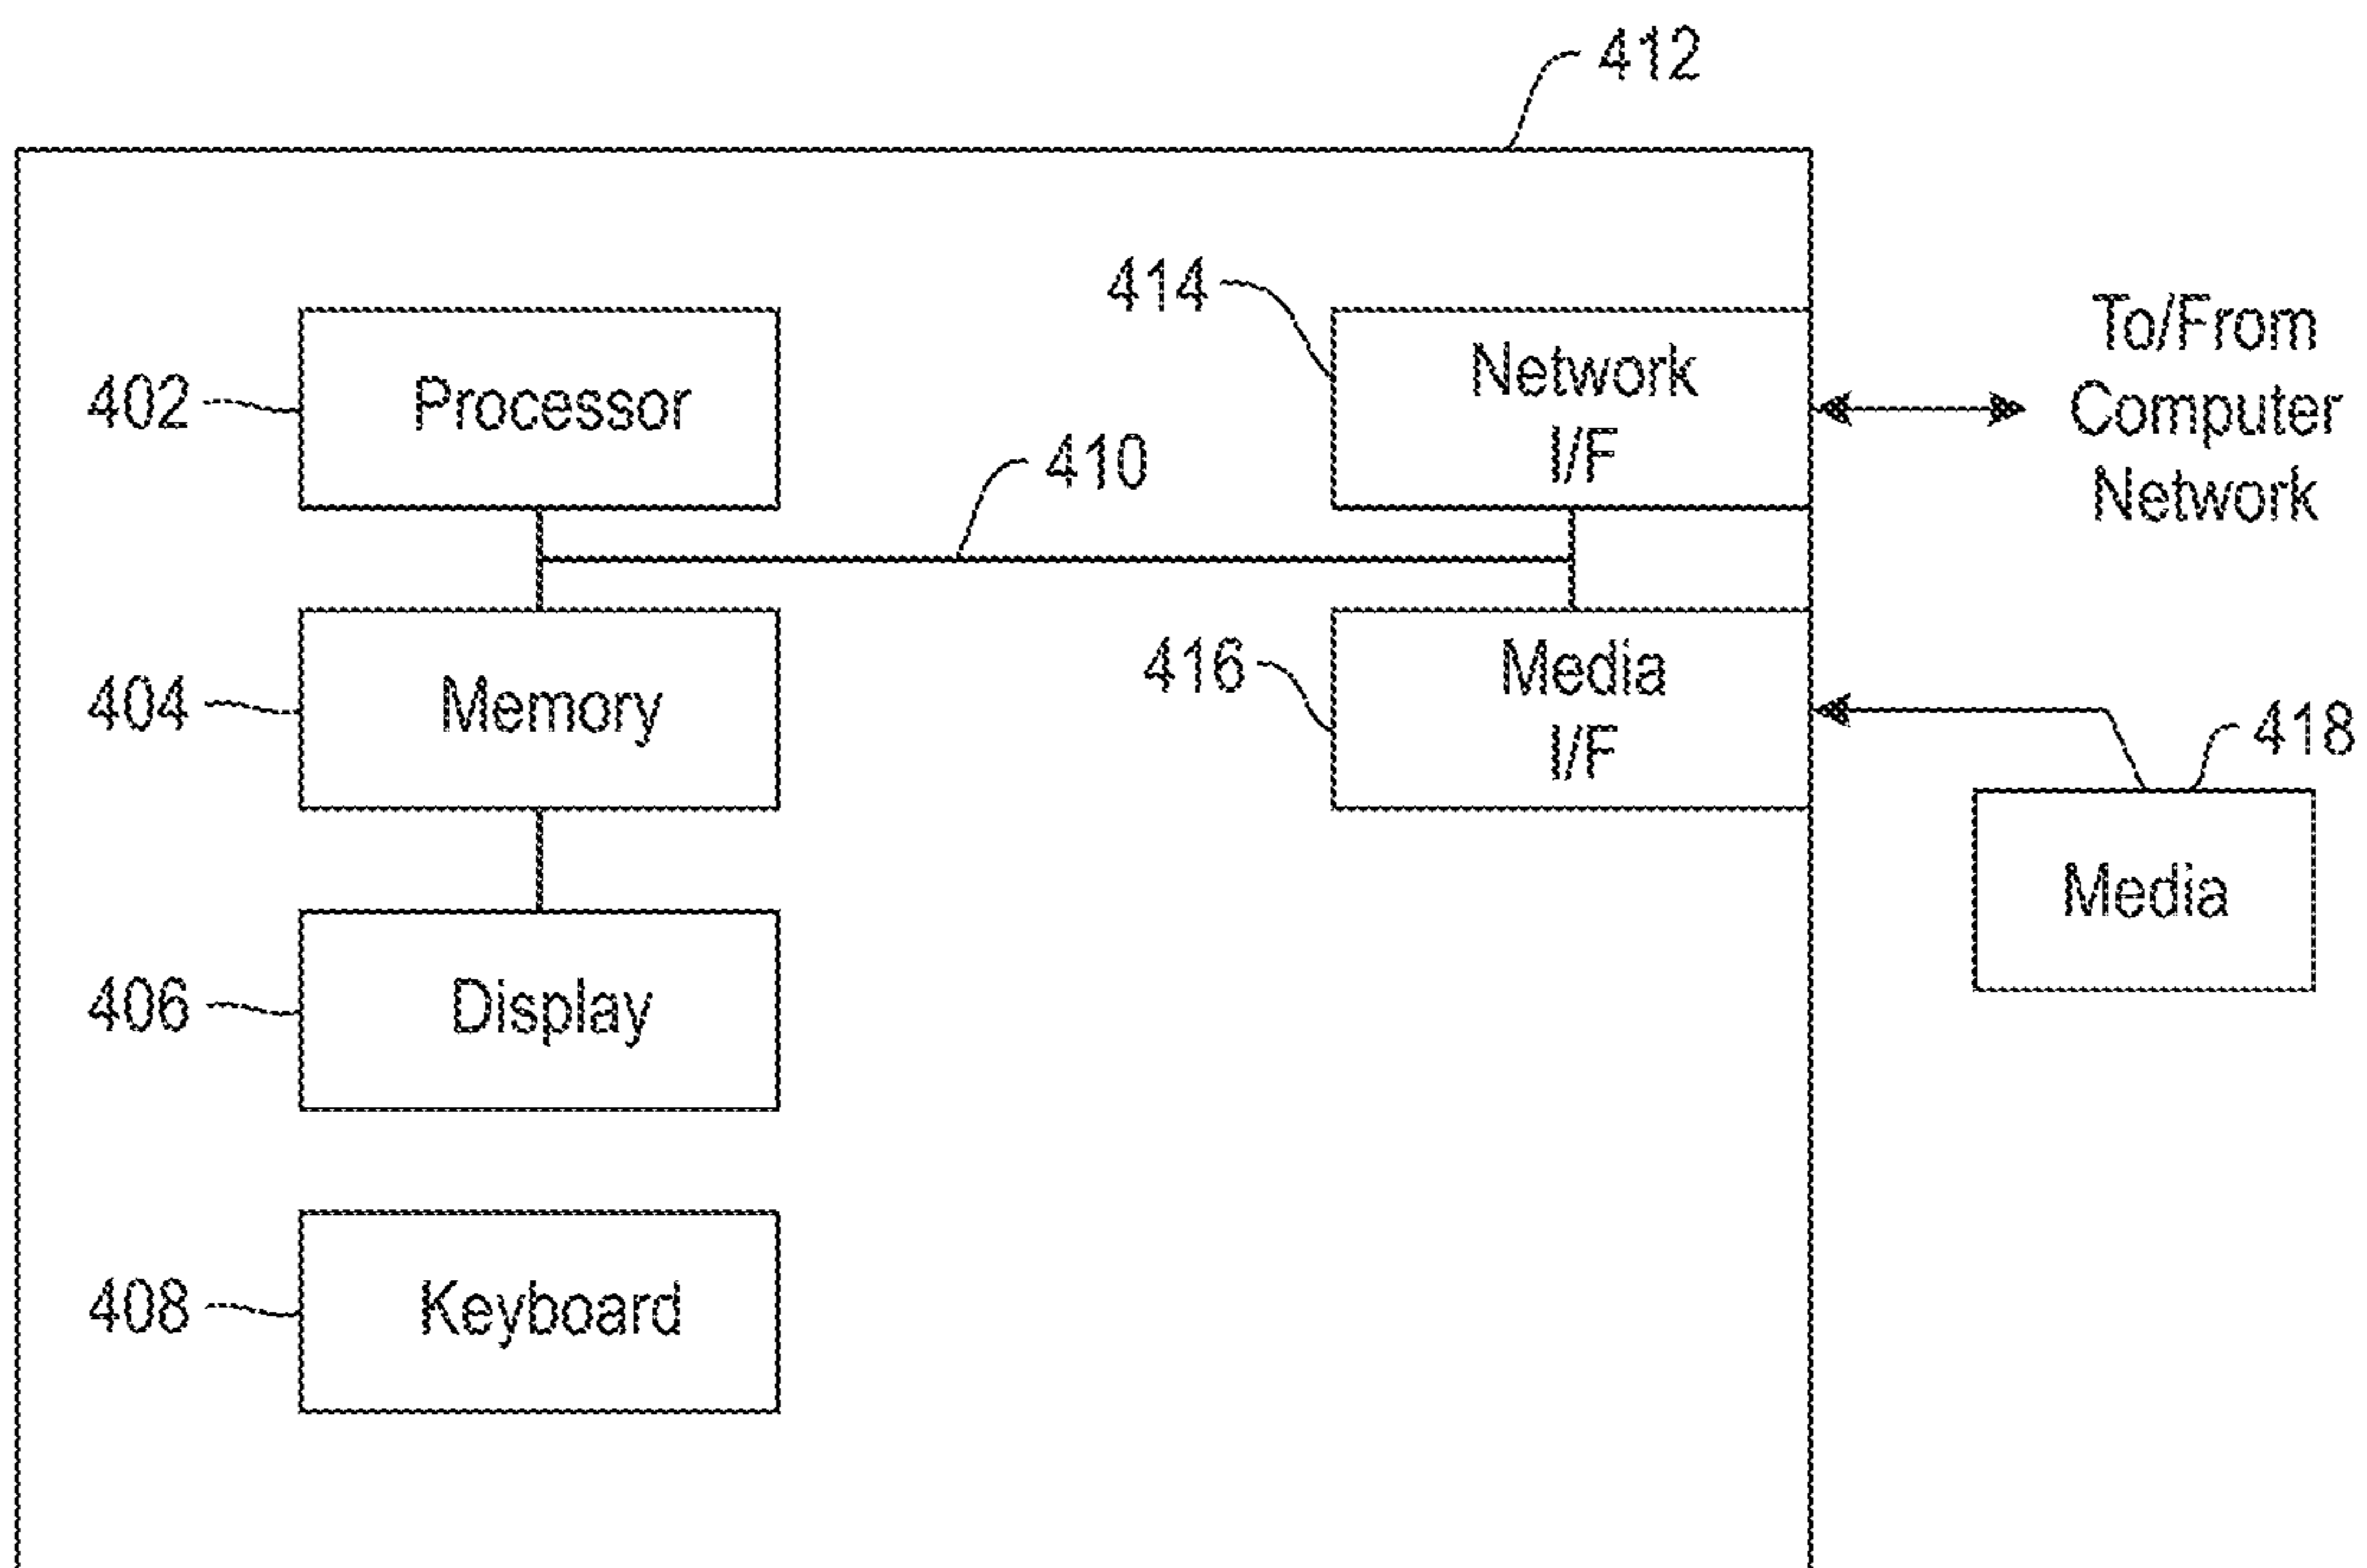 412
414
Network
I/F
To/From
Computer
Network
402
Processor
410
404
Memory
416
Media
I/F
418
Media
406
Display
408
Keyboard